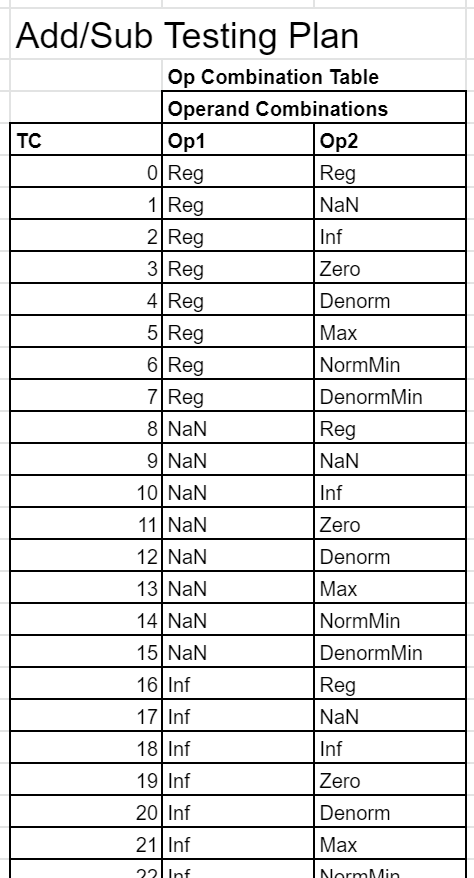 Add/Sub Testing Plan
Op Combination Table
Operand Combinations
TC Op1 Op2
0 Reg Reg
1 Reg NaN
2 Reg Inf
3 Reg Zero
4 Reg Denorm
5 Reg Max
6 Reg NormMin
7 Reg DenormMin
8 NaN Reg
9 NaN NaN
10 NaN Inf
11 NaN Zero
12 NaN Denorm
13 NaN Max
14 NaN NormMin
15 NaN DenormMin
16 Inf Reg
17 Inf NaN
18 Inf Inf
19 Inf Zero
20 Inf Denorm
21 Inf Max
22 Inf NormMin